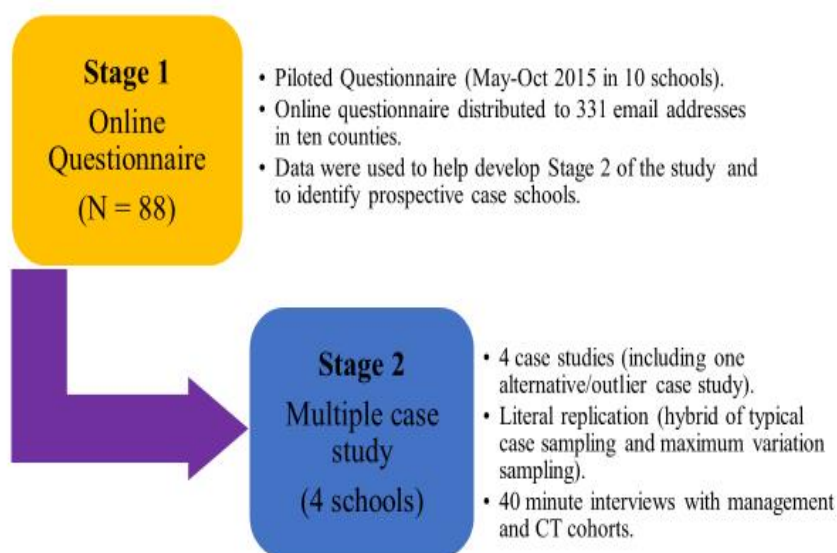 Stage 1
Online
Questionnaire
(N = 88)
• Piloted Questionnaire (May-Oct 2015 in 10 schools).
• Online questionnaire distributed to 331 email addresses
in ten counties.
• Data were used to help develop Stage 2 of the study and
to identify prospective case schools.
Stage 2
Multiple case
study
(4 schools)
• 4 case studies (including one
alternative/outlier case study).
• Literal replication (hybrid of typical
case sampling and maximum variation
sampling).
• 40 minute interviews with management
and CT cohorts.